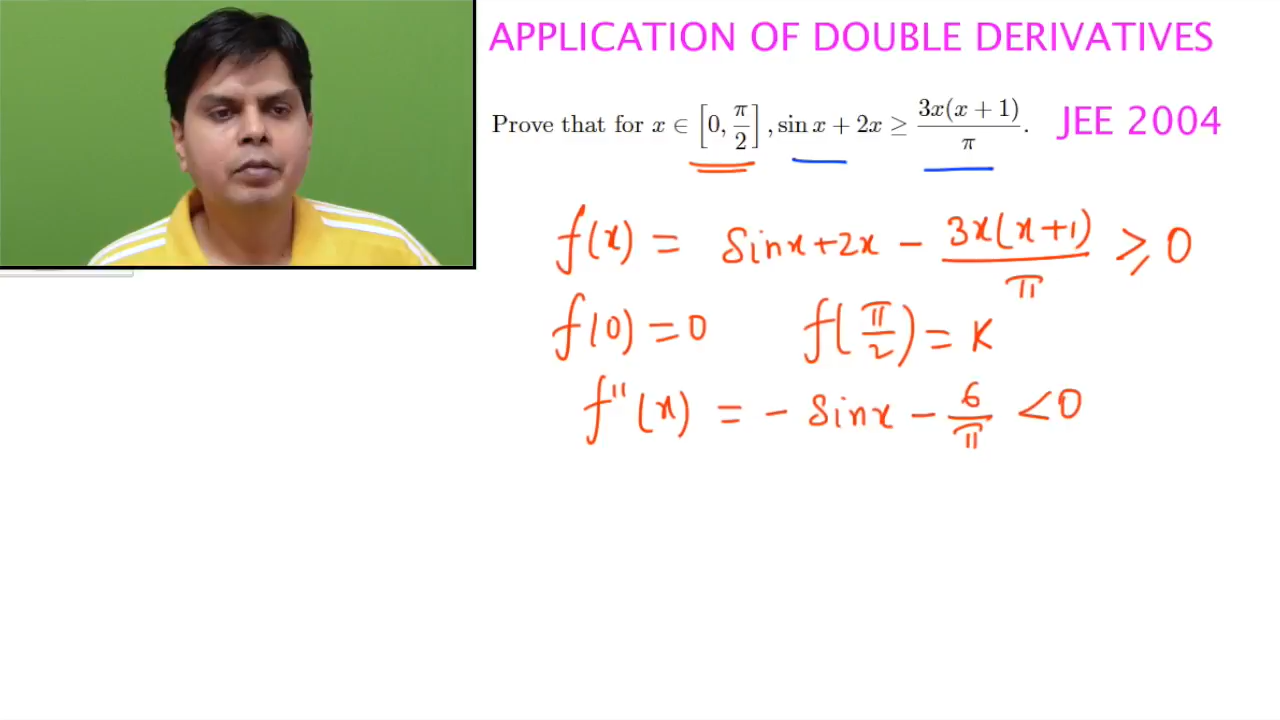 APPLICATION OF DOUBLE DERIVATIVES
Prove that for x ∈ [0, π/2], sin x + 2x ≥ 3x(x + 1)/π. JEE 2004
f(x) = sinx+2x − 3x(x+1)/π ≥ 0
f(0) = 0 f(π/2) = K
f''(x) = − sinx − 6/π < 0